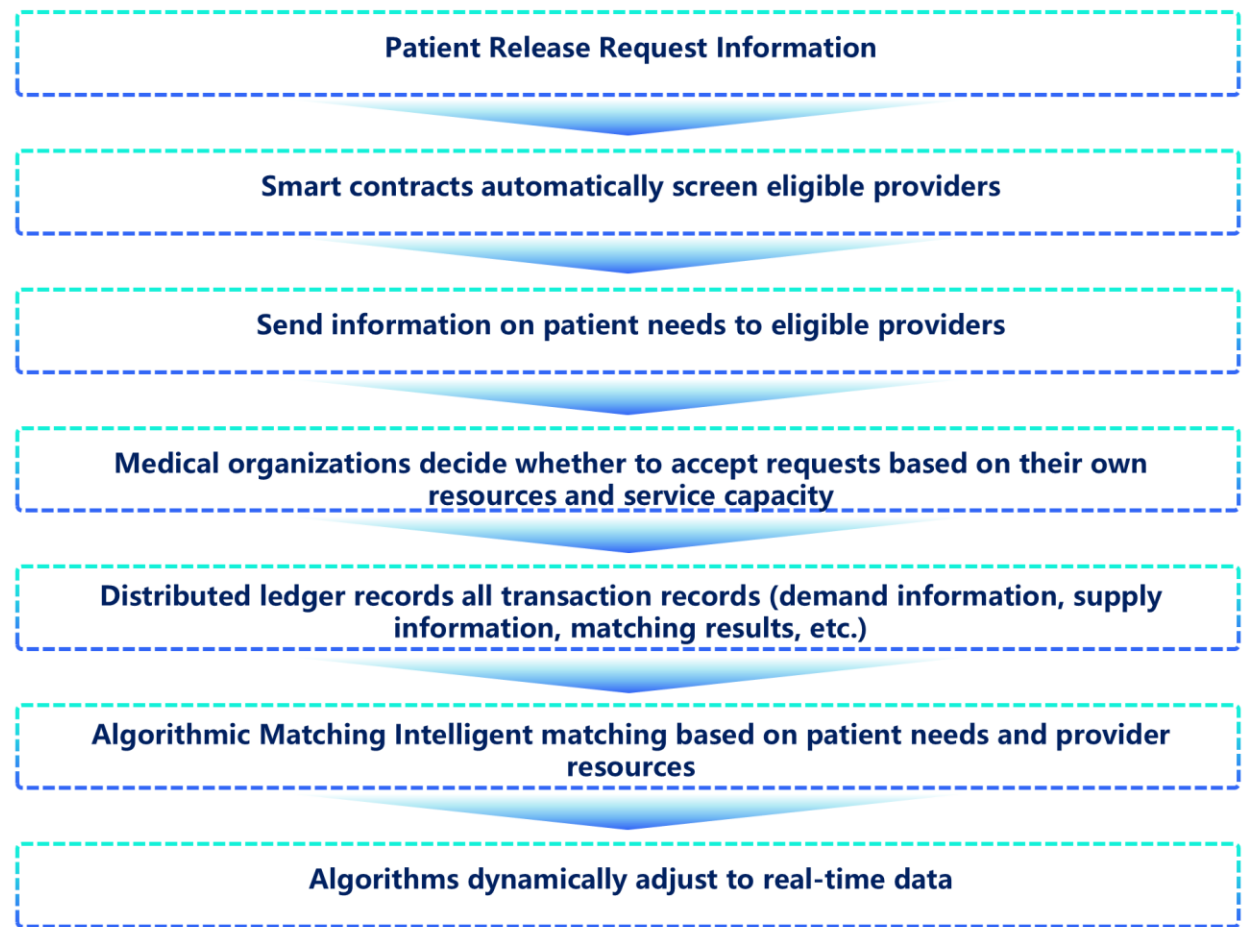 Patient Release Request Information
Smart contracts automatically screen eligible providers
Send information on patient needs to eligible providers
Medical organizations decide whether to accept requests based on their own
resources and service capacity
Distributed ledger records all transaction records (demand information, supply
information, matching results, etc.)
Algorithmic Matching Intelligent matching based on patient needs and provider
resources
Algorithms dynamically adjust to real-time data